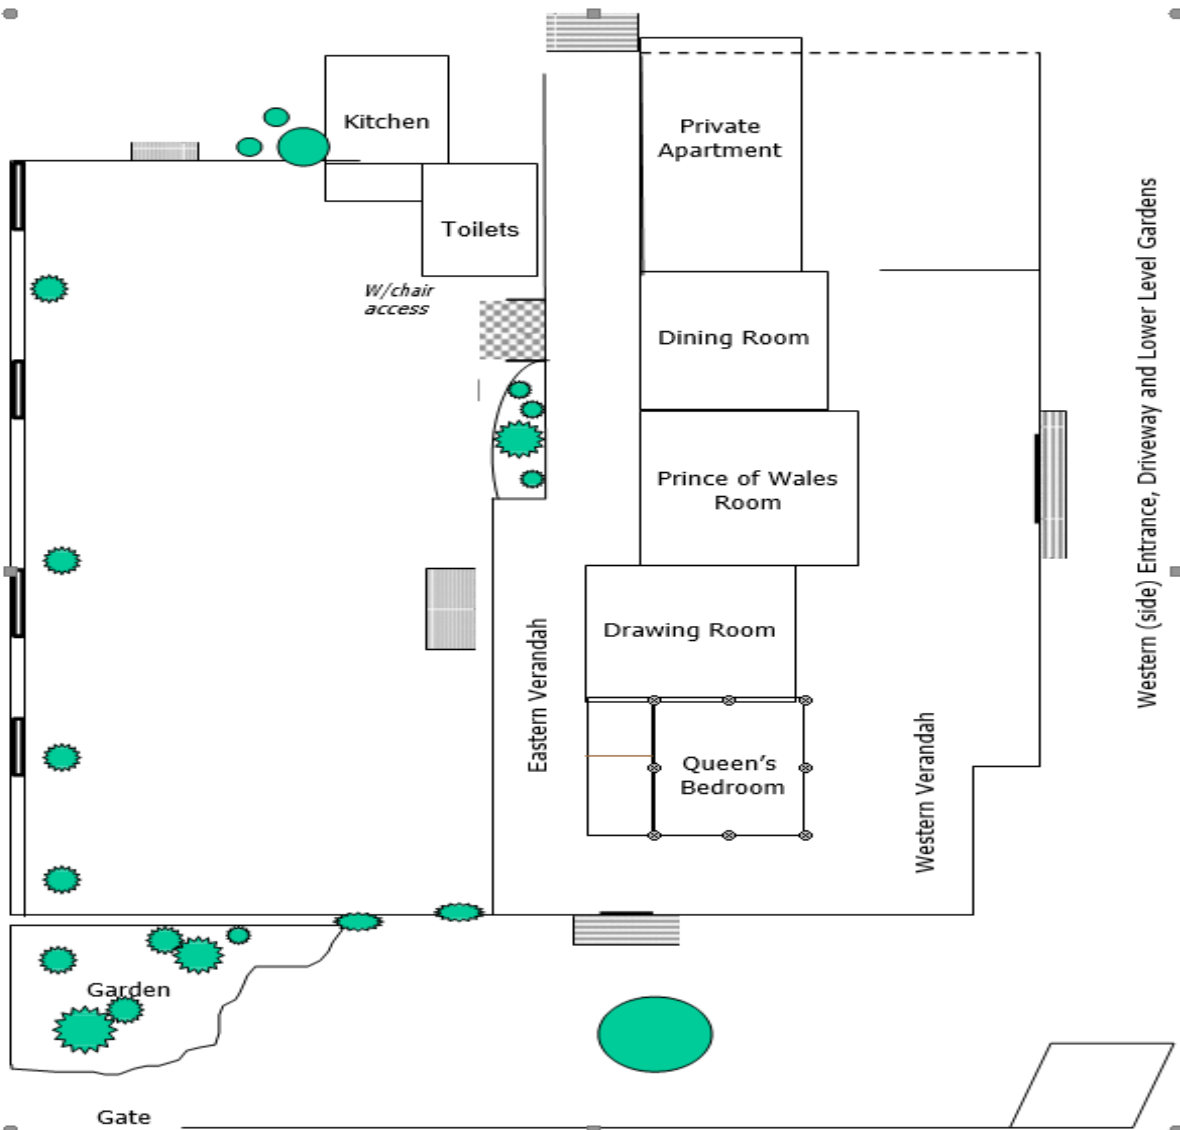 Kitchen
Private
Apartment
Toilets
W/chair
access
Dining Room
Prince of Wales
Room
Drawing Room
Eastern Verandah
Queen’s
Bedroom
Western Verandah
Western (side) Entrance, Driveway and Lower Level Gardens
Garden
Gate